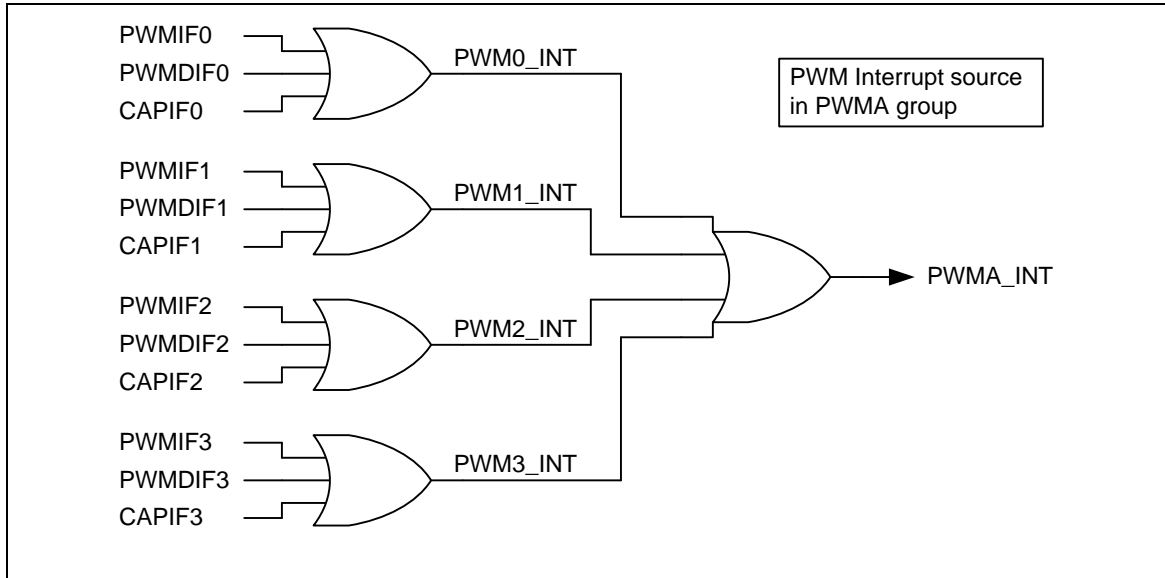 PWMIF0
PWMDIF0
CAPIF0
PWM0_INT
PWM Interrupt source
in PWMA group
PWMIF1
PWMDIF1
CAPIF1
PWM1_INT
PWMA_INT
PWMIF2
PWMDIF2
CAPIF2
PWM2_INT
PWMIF3
PWMDIF3
CAPIF3
PWM3_INT